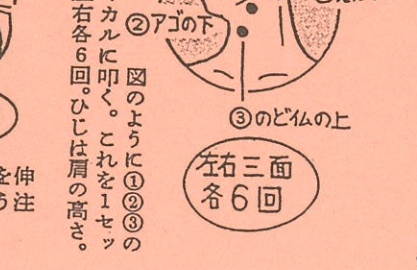 ②アゴの下
③のどイムの上
左右三面
各6回
図のように①②③の
カルに叩く。これを1セッ
左右各6回。ひじは肩の高さ。
伸注